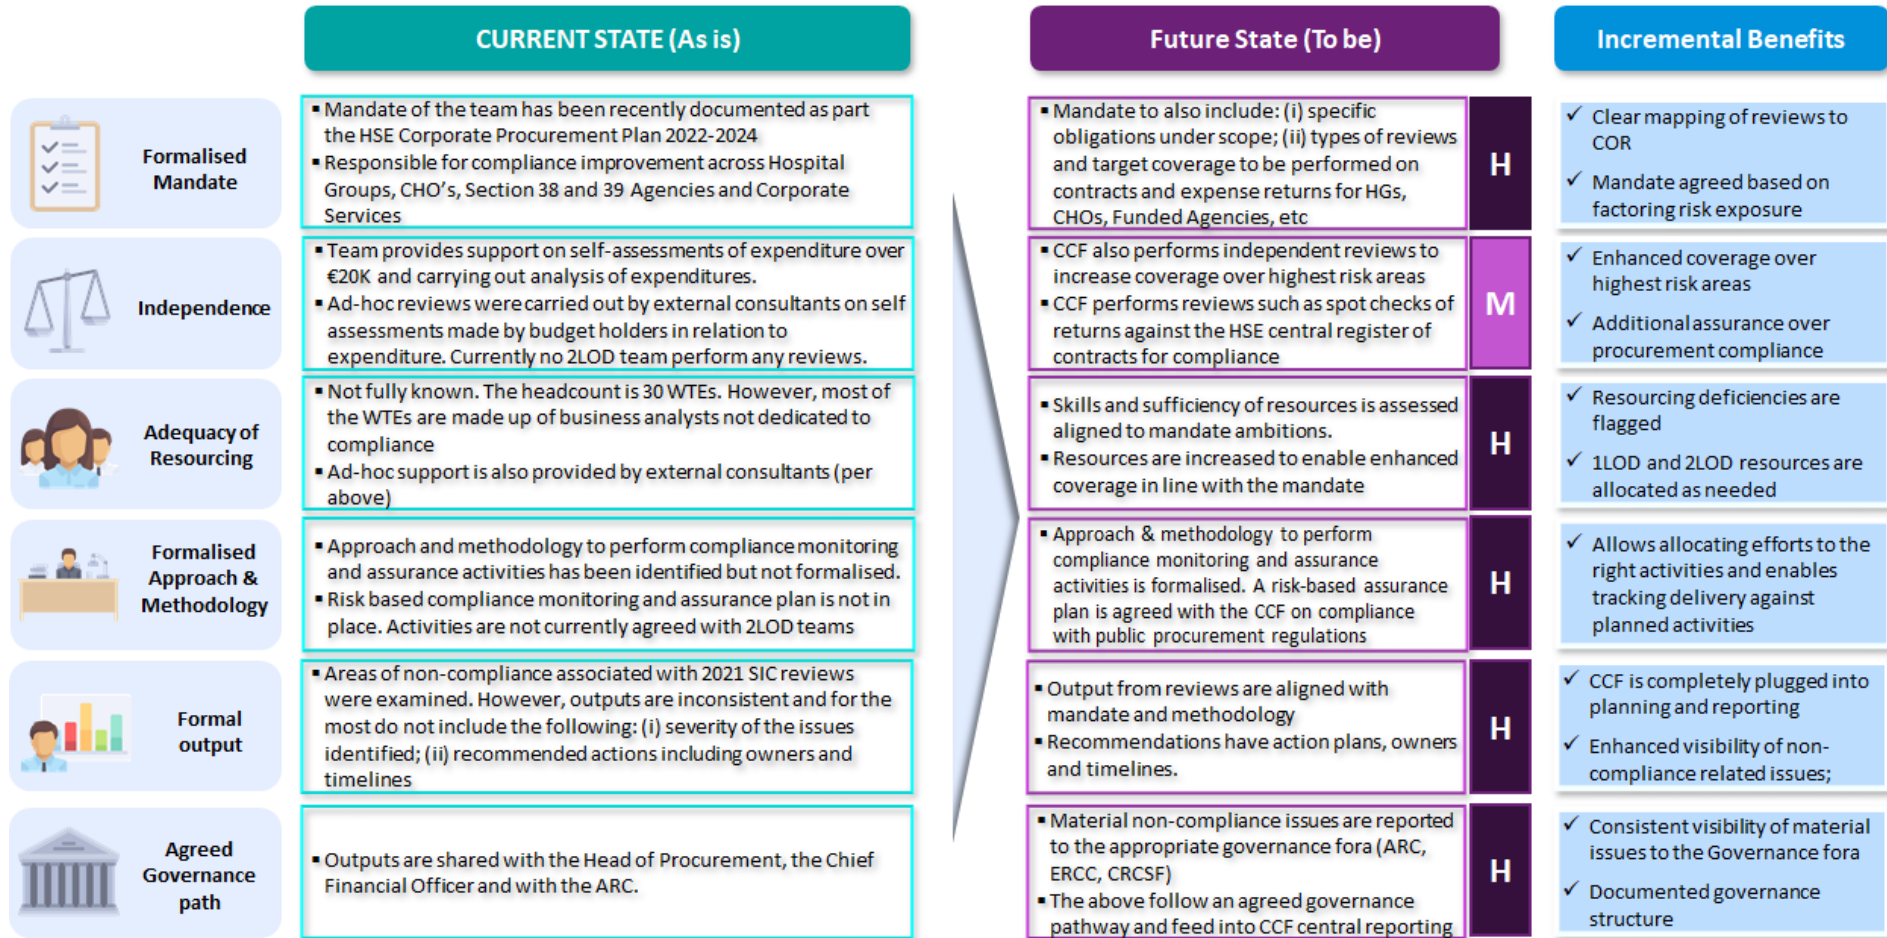 CURRENT STATE (As is)
Future State (To be)
Incremental Benefits
Formalised
Mandate
▪ Mandate of the team has been recently documented as part
the HSE Corporate Procurement Plan 2022-2024
▪ Responsible for compliance improvement across Hospital
Groups, CHO's, Section 38 and 39 Agencies and Corporate
Services
▪ Mandate to also include: (i) specific
obligations under scope; (ii) types of reviews
and target coverage to be performed on
contracts and expense returns for HGs,
CHOs, Funded Agencies, etc
H
✓ Clear mapping of reviews to
COR
✓ Mandate agreed based on
factoring risk exposure
Independence
▪ Team provides support on self-assessments of expenditure over
€20K and carrying out analysis of expenditures.
▪ Ad-hoc reviews were carried out by external consultants on self
assessments made by budget holders in relation to
expenditure. Currently no 2LOD team perform any reviews.
▪ CCF also performs independent reviews to
increase coverage over highest risk areas
▪ CCF performs reviews such as spot checks of
returns against the HSE central register of
contracts for compliance
M
✓ Enhanced coverage over
highest risk areas
✓ Additional assurance over
procurement compliance
Adequacy of
Resourcing
▪ Not fully known. The headcount is 30 WTEs. However, most of
the WTEs are made up of business analysts not dedicated to
compliance
▪ Ad-hoc support is also provided by external consultants (per
above)
▪ Skills and sufficiency of resources is assessed
aligned to mandate ambitions.
▪ Resources are increased to enable enhanced
coverage in line with the mandate
H
✓ Resourcing deficiencies are
flagged
✓ 1LOD and 2LOD resources are
allocated as needed
Formalised
Approach &
Methodology
▪ Approach and methodology to perform compliance monitoring
and assurance activities has been identified but not formalised.
▪ Risk based compliance monitoring and assurance plan is not in
place. Activities are not currently agreed with 2LOD teams
▪ Approach & methodology to perform
compliance monitoring and assurance
activities is formalised. A risk-based assurance
plan is agreed with the CCF on compliance
with public procurement regulations
H
✓ Allows allocating efforts to the
right activities and enables
tracking delivery against
planned activities
Formal
output
▪ Areas of non-compliance associated with 2021 SIC reviews
were examined. However, outputs are inconsistent and for the
most do not include the following: (i) severity of the issues
identified; (ii) recommended actions including owners and
timelines
▪ Output from reviews are aligned with
mandate and methodology
▪ Recommendations have action plans, owners
and timelines.
H
✓ CCF is completely plugged into
planning and reporting
✓ Enhanced visibility of non-
compliance related issues;
Agreed
Governance
path
▪ Outputs are shared with the Head of Procurement, the Chief
Financial Officer and with the ARC.
▪ Material non-compliance issues are reported
to the appropriate governance fora (ARC,
ERCC, CRCSF)
▪ The above follow an agreed governance
pathway and feed into CCF central reporting
H
✓ Consistent visibility of material
issues to the Governance fora
✓ Documented governance
structure